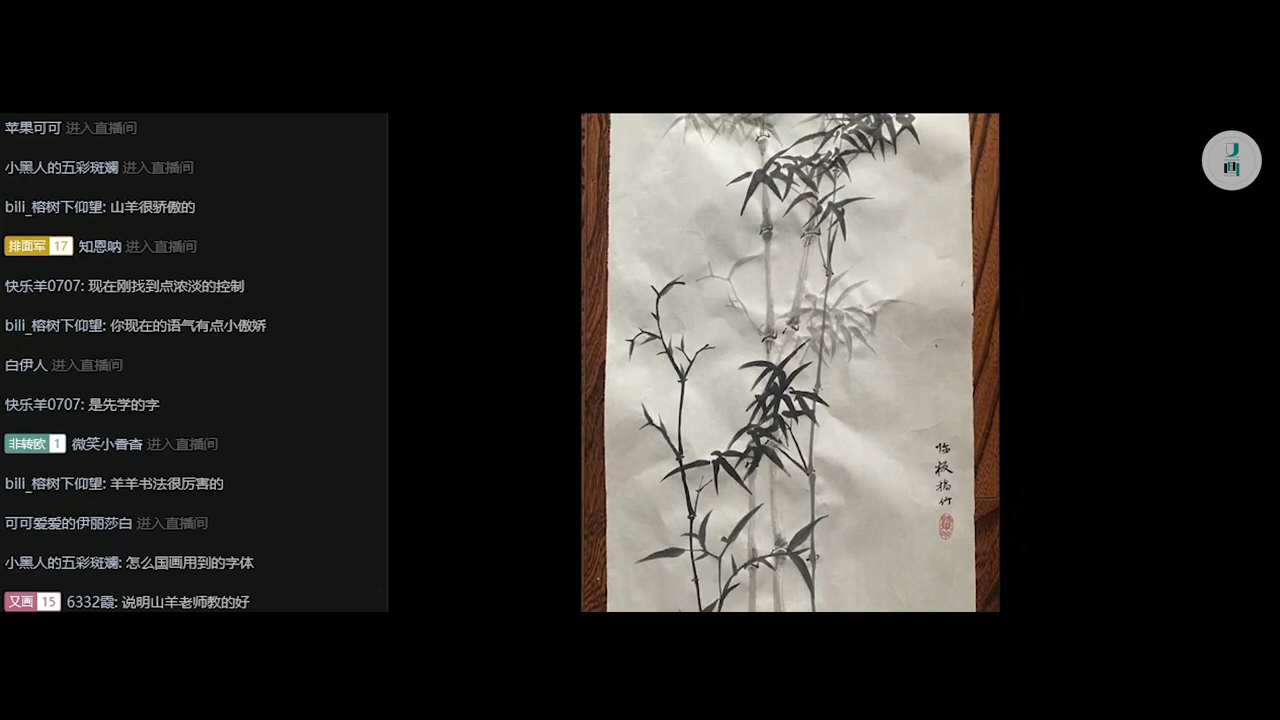 苹果可可 进入直播间
小黑人的五彩斑斓 进入直播间
bili_榕树下仰望: 山羊很骄傲的
排面军 17 知恩呐 进入直播间
快乐羊0707: 现在刚找到点浓淡的控制
bili_榕树下仰望: 你现在的语气有点小傲娇
白伊人 进入直播间
快乐羊0707: 是先学的字
非转欧 1 微笑小香杳 进入直播间
bili_榕树下仰望: 羊羊书法很厉害的
可可爱爱的伊丽莎白 进入直播间
小黑人的五彩斑斓: 怎么国画用到的字体
又画 15 6332霞: 说明山羊老师教的好
临
板
桥
竹